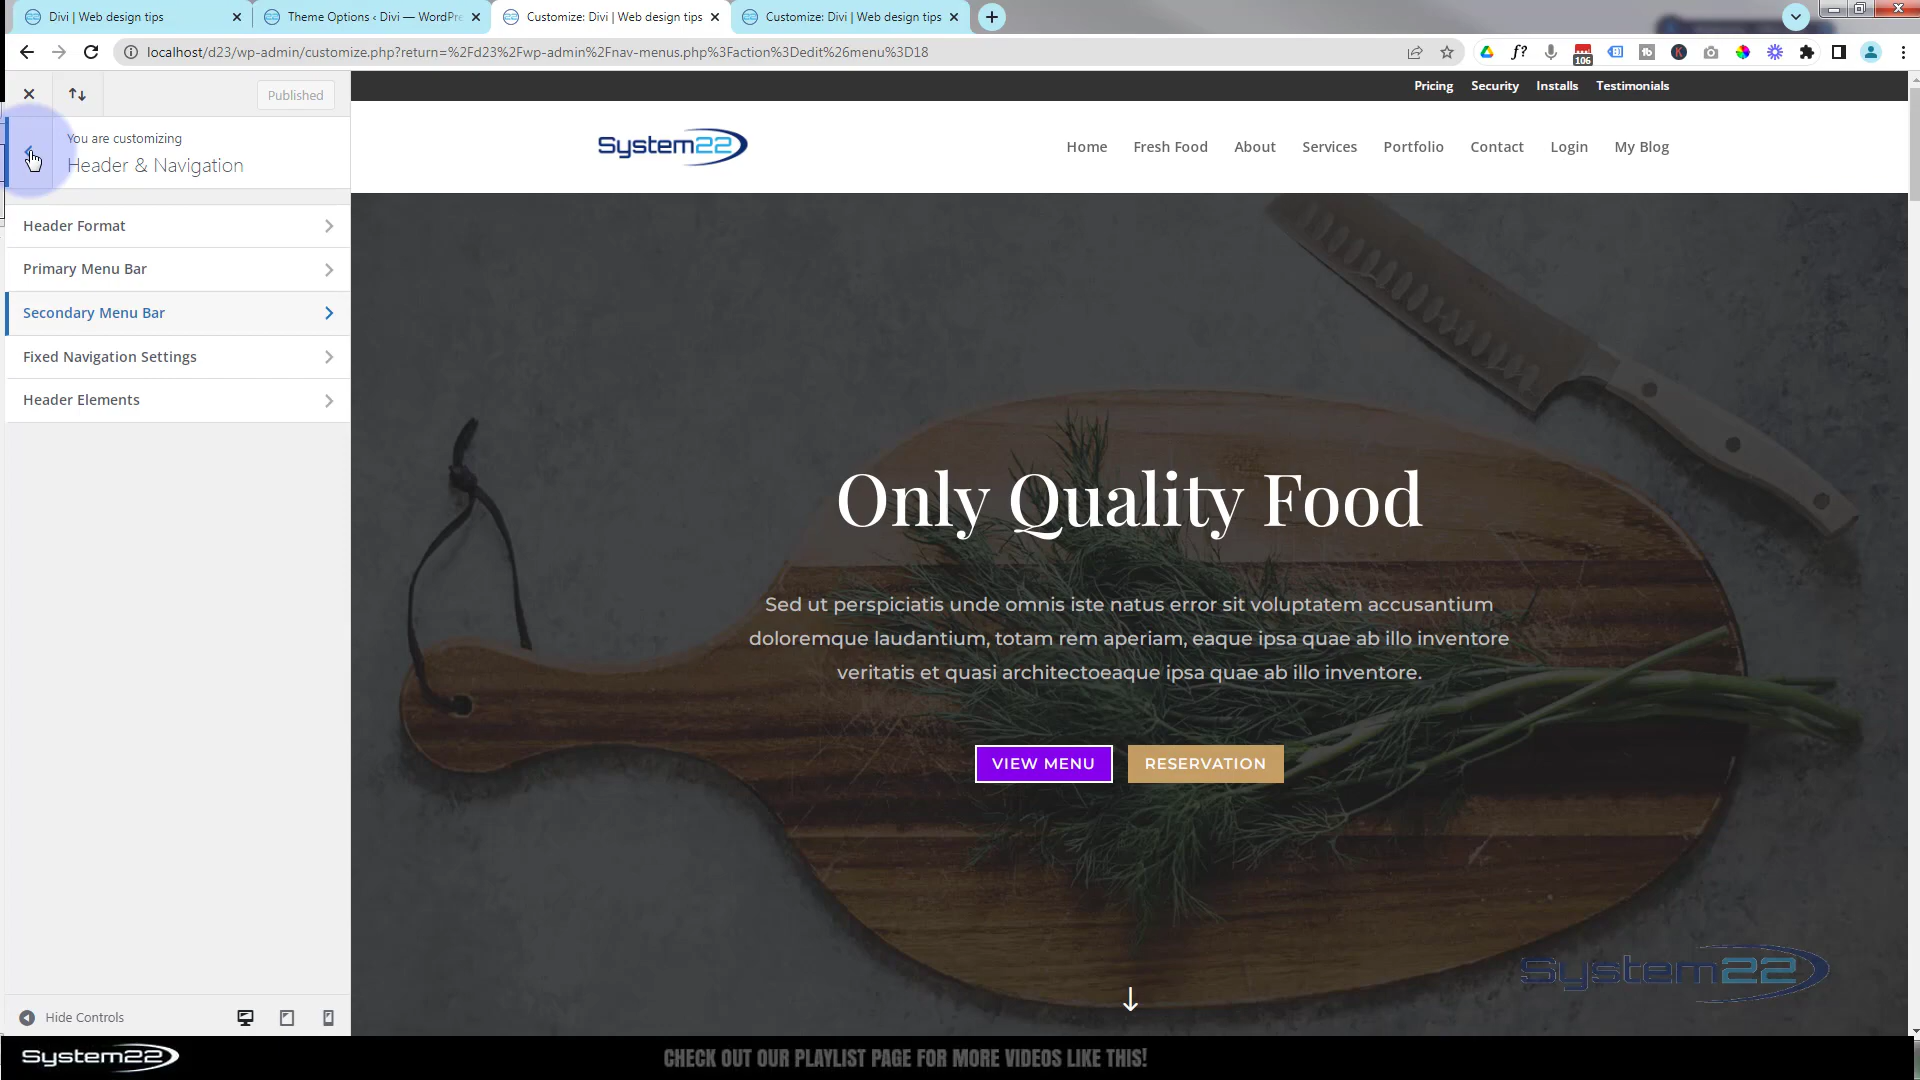 Divi | Web design tips
Theme Options ‹ Divi — WordPre
Customize: Divi | Web design tips
Customize: Divi | Web design tips
localhost/d23/wp-admin/customize.php?return=%2Fd23%2Fwp-admin%2Fnav-menus.php%3Faction%3Dedit%26menu%3D18
f?
106
tb
K
Published
Pricing Security Installs Testimonials
You are customizing
Header & Navigation
System22
Home Fresh Food About Services Portfolio Contact Login My Blog
Header Format
Primary Menu Bar
Secondary Menu Bar
Fixed Navigation Settings
Header Elements
Only Quality Food
Sed ut perspiciatis unde omnis iste natus error sit voluptatem accusantium
doloremque laudantium, totam rem aperiam, eaque ipsa quae ab illo inventore
veritatis et quasi architectoeaque ipsa quae ab illo inventore.
VIEW MENU
RESERVATION
System22
Hide Controls
System22
CHECK OUT OUR PLAYLIST PAGE FOR MORE VIDEOS LIKE THIS!